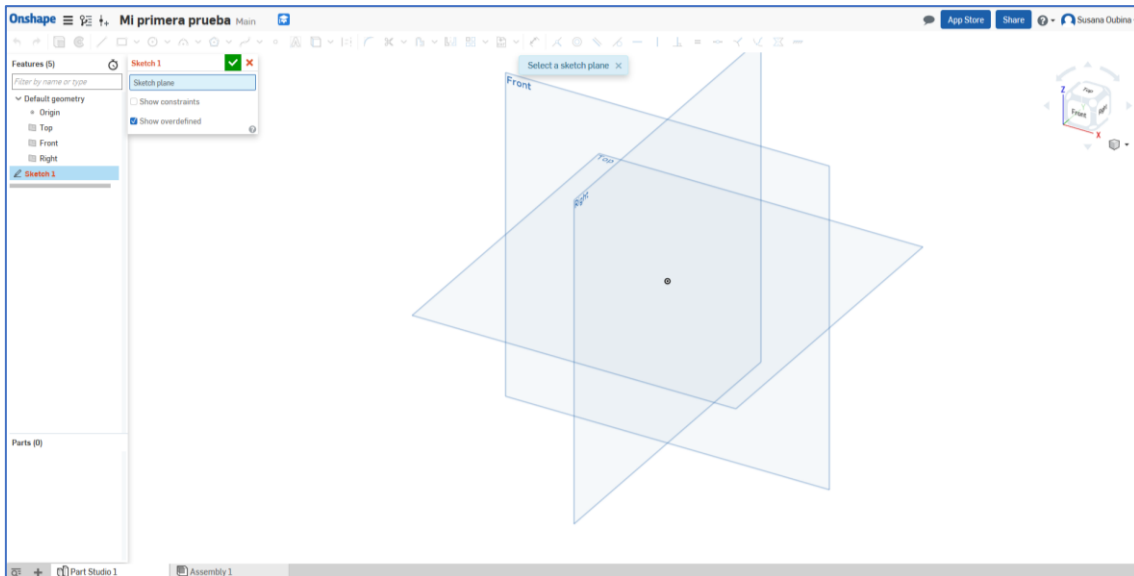 Onshape Mi primera prueba Main App Store Share Susana Oubina
Features (5)
Filter by name or type
Default geometry
Origin
Top
Front
Right
Sketch 1
Sketch 1
Sketch plane
Show constraints
Show overdefined
Select a sketch plane
Front
Top
Right
Z
Top
Front
Right
X
Parts (0)
Part Studio 1 Assembly 1